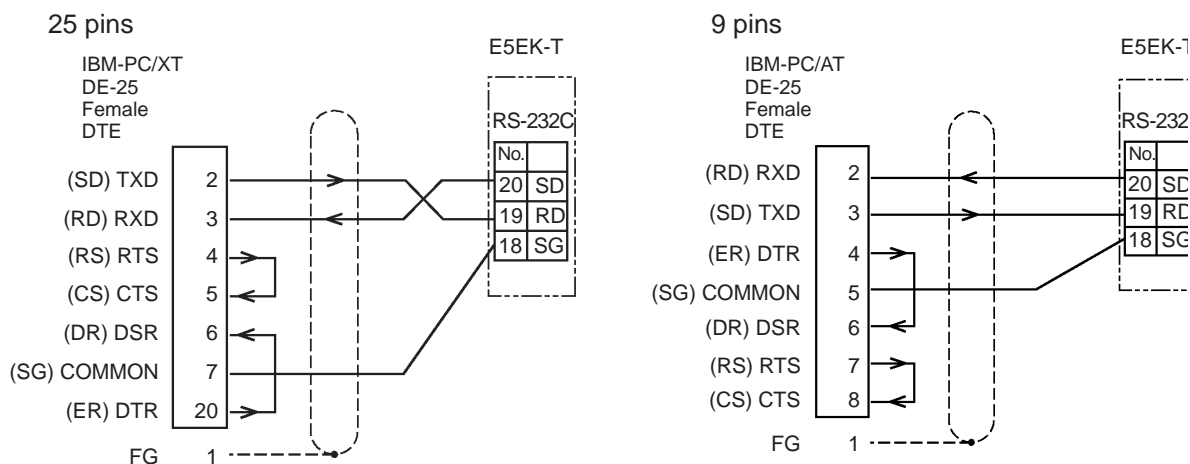 25 pins
IBM-PC/XT
DE-25
Female
DTE
E5EK-T
RS-232C
No.
20 SD
19 RD
18 SG
(SD) TXD 2
(RD) RXD 3
(RS) RTS 4
(CS) CTS 5
(DR) DSR 6
(SG) COMMON 7
(ER) DTR 20
FG 1
9 pins
IBM-PC/AT
DE-25
Female
DTE
E5EK-T
RS-232
No.
20 SD
19 RD
18 SG
(RD) RXD 2
(SD) TXD 3
(ER) DTR 4
(SG) COMMON 5
(DR) DSR 6
(RS) RTS 7
(CS) CTS 8
FG 1